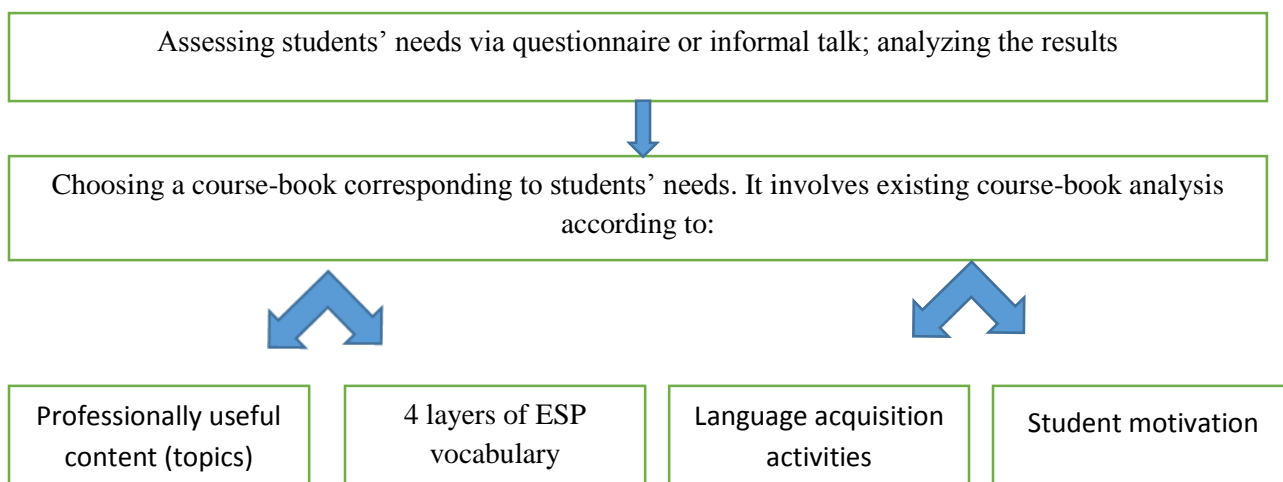 Assessing students’ needs via questionnaire or informal talk; analyzing the results
Choosing a course-book corresponding to students’ needs. It involves existing course-book analysis
according to:
Professionally useful
content (topics)
4 layers of ESP
vocabulary
Language acquisition
activities
Student motivation